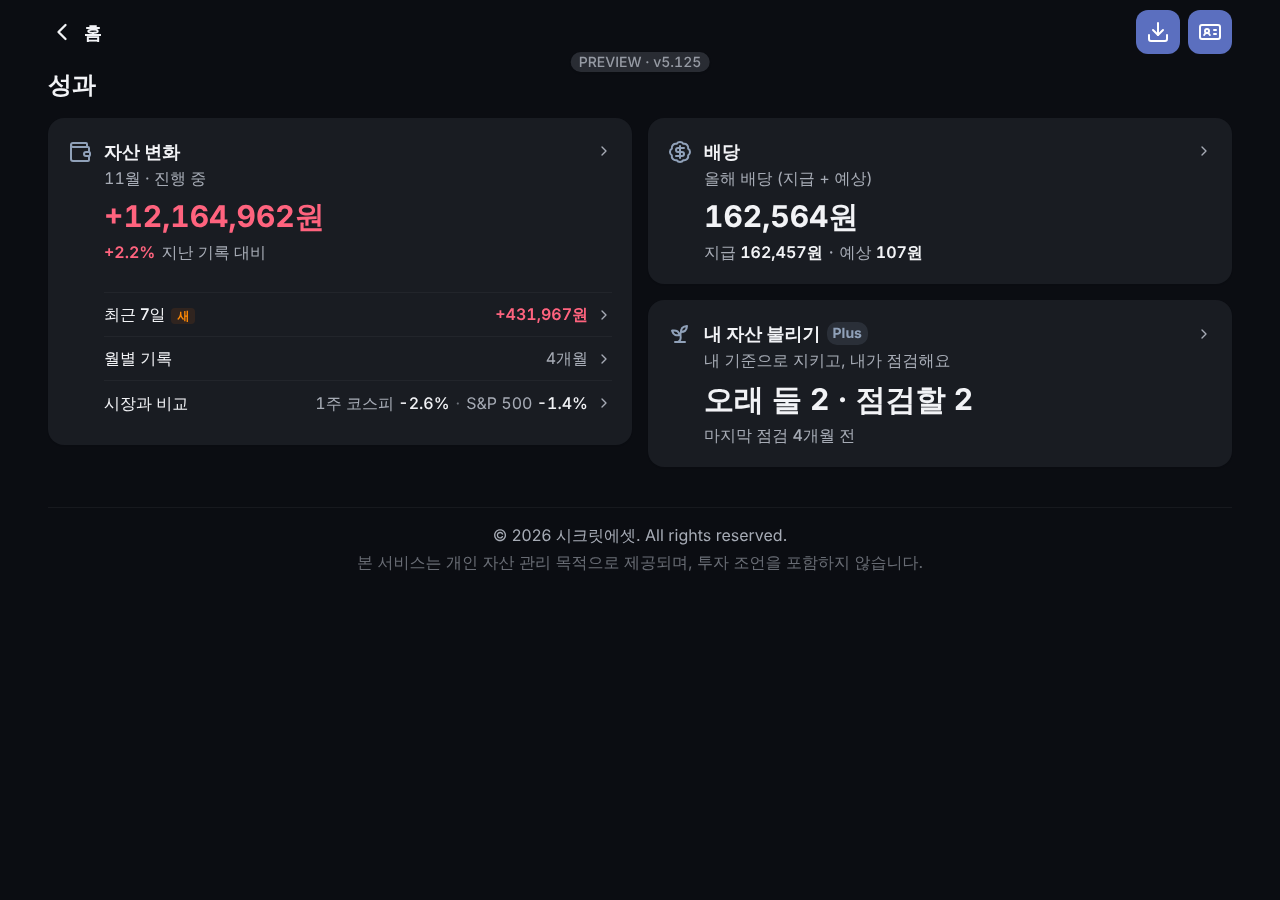 홈
PREVIEW · v5.125
성과
자산 변화
11월 · 진행 중
+12,164,962원
+2.2% 지난 기록 대비
최근 7일 새
+431,967원
월별 기록
4개월
시장과 비교
1주 코스피 -2.6% · S&P 500 -1.4%
배당
올해 배당 (지급 + 예상)
162,564원
지급 162,457원 · 예상 107원
내 자산 불리기 Plus
내 기준으로 지키고, 내가 점검해요
오래 둘 2 · 점검할 2
마지막 점검 4개월 전
© 2026 시크릿에셋. All rights reserved.
본 서비스는 개인 자산 관리 목적으로 제공되며, 투자 조언을 포함하지 않습니다.